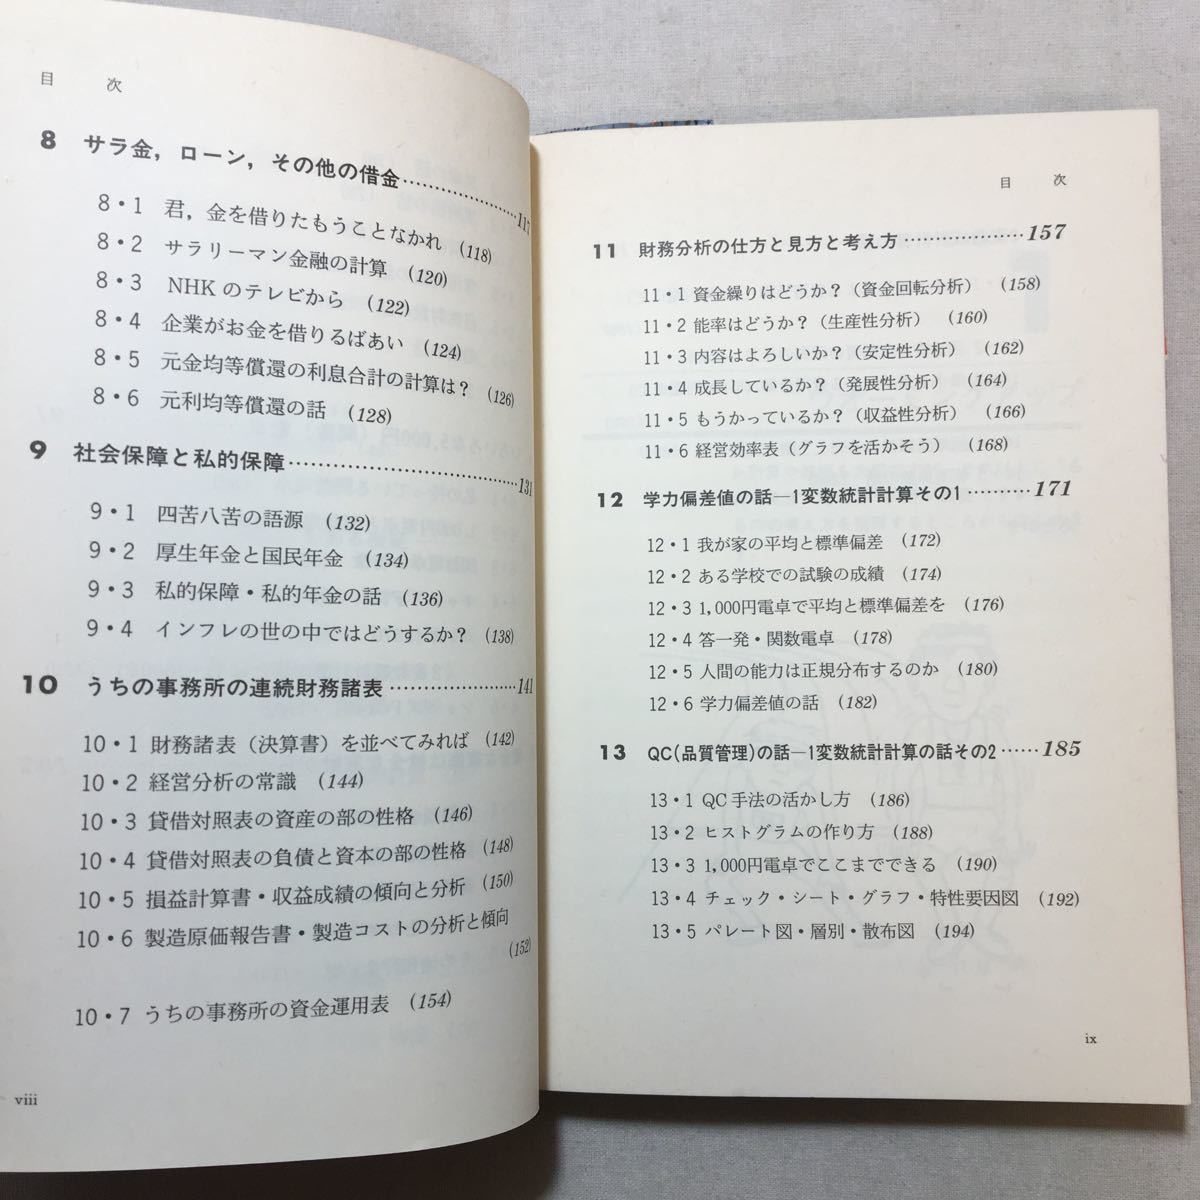 目 次
8 サラ金，ローン，その他の借金……………117
8・1 君，金を借りたもうことなかれ (118)
8・2 サラリーマン金融の計算 (120)
8・3 NHKのテレビから (122)
8・4 企業がお金を借りるばあい (124)
8・5 元金均等償還の利息合計の計算は？ (126)
8・6 元利均等償還の話 (128)
9 社会保障と私的保障……………………131
9・1 四苦八苦の語源 (132)
9・2 厚生年金と国民年金 (134)
9・3 私的保障・私的年金の話 (136)
9・4 インフレの世の中ではどうするか？ (138)
10 うちの事務所の連続財務諸表……………141
10・1 財務諸表（決算書）を並べてみれば (142)
10・2 経営分析の常識 (144)
10・3 貸借対照表の資産の部の性格 (146)
10・4 貸借対照表の負債と資本の部の性格 (148)
10・5 損益計算書・収益成績の傾向と分析 (150)
10・6 製造原価報告書・製造コストの分析と傾向
(152)
10・7 うちの事務所の資金運用表 (154)
viii
目 次
11 財務分析の仕方と見方と考え方………………157
11・1 資金繰りはどうか？（資金回転分析） (158)
11・2 能率はどうか？（生産性分析） (160)
11・3 内容はよろしいか？（安定性分析） (162)
11・4 成長しているか？（発展性分析） (164)
11・5 もうかっているか？（収益性分析） (166)
11・6 経営効率表（グラフを活かそう） (168)
12 学力偏差値の話―1変数統計計算その1………171
12・1 我が家の平均と標準偏差 (172)
12・2 ある学校での試験の成績 (174)
12・3 1,000円電卓で平均と標準偏差を (176)
12・4 答一発・関数電卓 (178)
12・5 人間の能力は正規分布するのか (180)
12・6 学力偏差値の話 (182)
13 QC(品質管理)の話―1変数統計計算の話その2……185
13・1 QC手法の活かし方 (186)
13・2 ヒストグラムの作り方 (188)
13・3 1,000円電卓でここまでできる (190)
13・4 チェック・シート・グラフ・特性要因図 (192)
13・5 パレート図・層別・散布図 (194)
ix